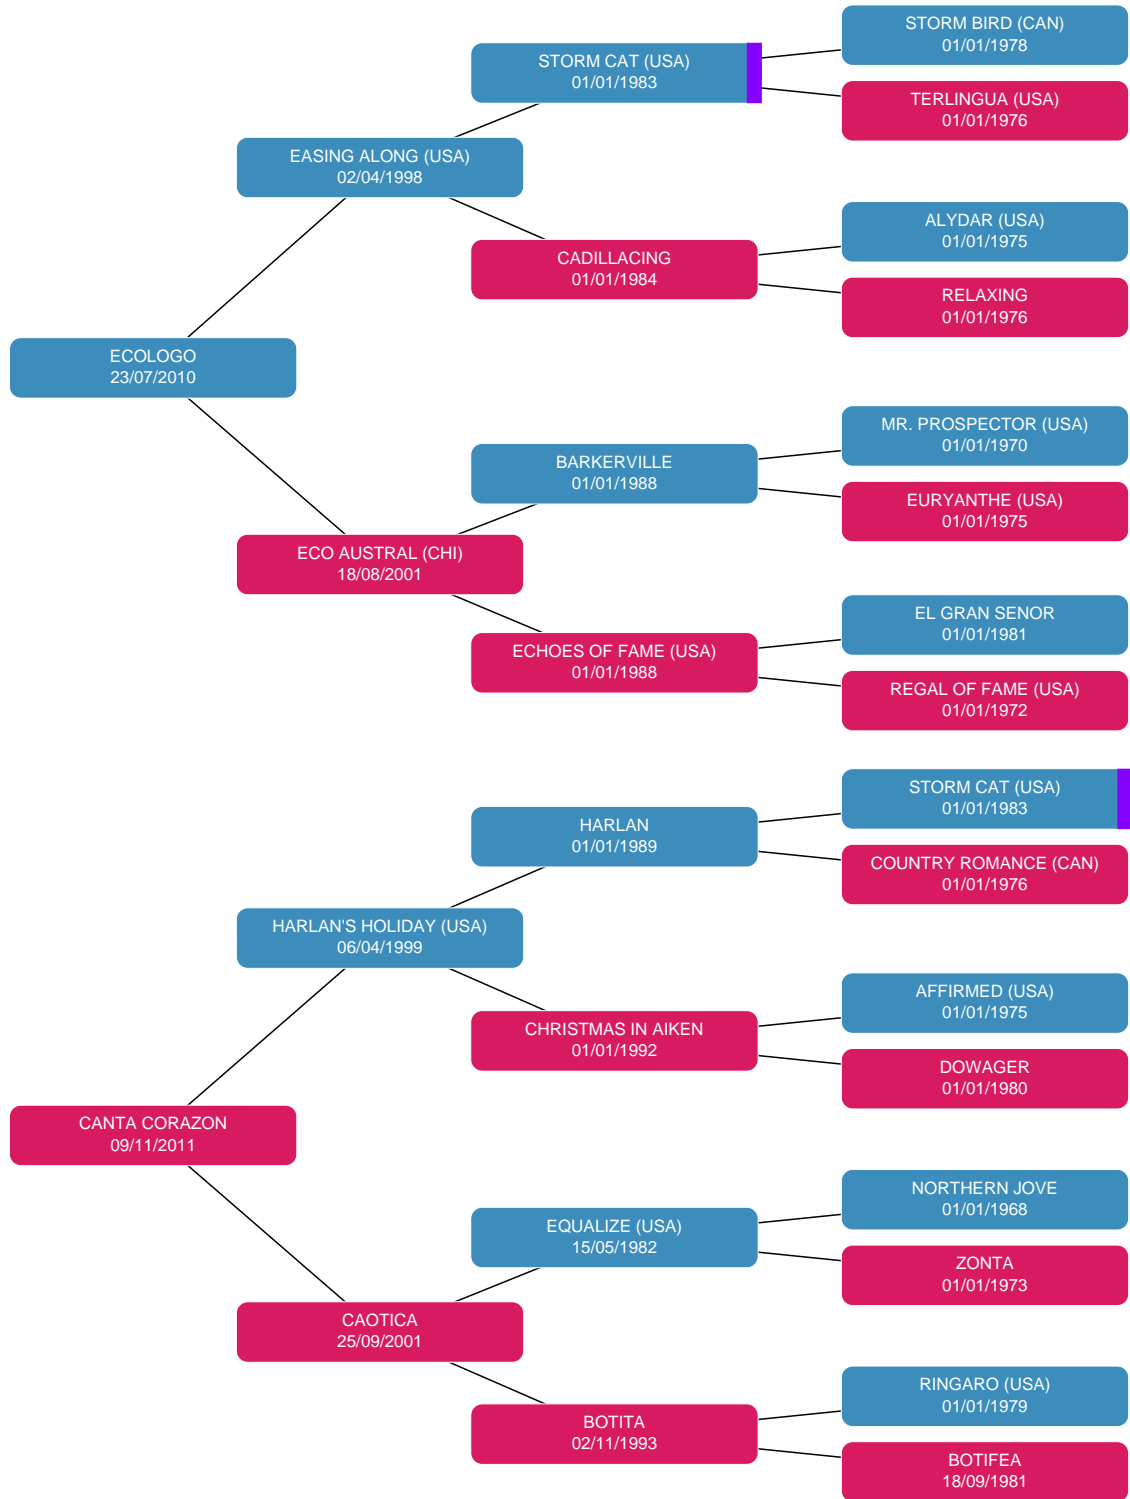 STORM BIRD (CAN)
01/01/1978
STORM CAT (USA)
01/01/1983
TERLINGUA (USA)
01/01/1976
EASING ALONG (USA)
02/04/1998
ALYDAR (USA)
01/01/1975
CADILLACING
01/01/1984
RELAXING
01/01/1976
ECOLOGO
23/07/2010
MR. PROSPECTOR (USA)
01/01/1970
BARKERVILLE
01/01/1988
EURYANTHE (USA)
01/01/1975
ECO AUSTRAL (CHI)
18/08/2001
EL GRAN SENOR
01/01/1981
ECHOES OF FAME (USA)
01/01/1988
REGAL OF FAME (USA)
01/01/1972
STORM CAT (USA)
01/01/1983
HARLAN
01/01/1989
COUNTRY ROMANCE (CAN)
01/01/1976
HARLAN'S HOLIDAY (USA)
06/04/1999
AFFIRMED (USA)
01/01/1975
CHRISTMAS IN AIKEN
01/01/1992
DOWAGER
01/01/1980
CANTA CORAZON
09/11/2011
NORTHERN JOVE
01/01/1968
EQUALIZE (USA)
15/05/1982
ZONTA
01/01/1973
CAOTICA
25/09/2001
RINGARO (USA)
01/01/1979
BOTITA
02/11/1993
BOTIFEA
18/09/1981